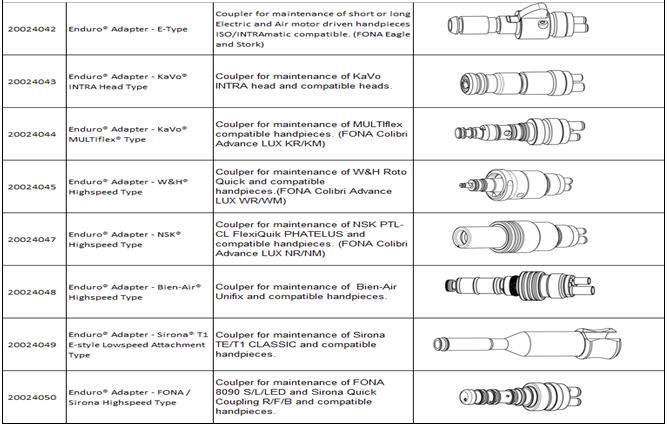 20024042
Enduro® Adapter - E-Type
Coupler for maintenance of short or long
Electric and Air motor driven handpieces
ISO/INTRAmatic compatible. (FONA Eagle
and Stork)
20024043
Enduro® Adapter - KaVo®
INTRA Head Type
Coulper for maintenance of KaVo
INTRA head and compatible heads.
20024044
Enduro® Adapter - KaVo®
MULTIflex® Type
Coulper for maintenance of MULTIflex
compatible handpieces. (FONA Colibri
Advance LUX KR/KM)
20024045
Enduro® Adapter - W&H®
Highspeed Type
Coulper for maintenance of W&H Roto
Quick and compatible
handpieces.(FONA Colibri Advance
LUX WR/WM)
20024047
Enduro® Adapter - NSK®
Highspeed Type
Coulper for maintenance of NSK PTL-
CL FlexiQuik PHATELUS and
compatible handpieces. (FONA Colibri
Advance LUX NR/NM)
20024048
Enduro® Adapter - Bien-Air®
Highspeed Type
Coulper for maintenance of Bien-Air
Unifix and compatible handpieces.
20024049
Enduro® Adapter - Sirona® T1
E-style Lowspeed Attachment
Type
Coulper for maintenance of Sirona
TE/T1 CLASSIC and compatible
handpieces.
20024050
Enduro® Adapter - FONA /
Sirona Highspeed Type
Coulper for maintenance of FONA
8090 S/L/LED and Sirona Quick
Coupling R/F/B and compatible
handpieces.